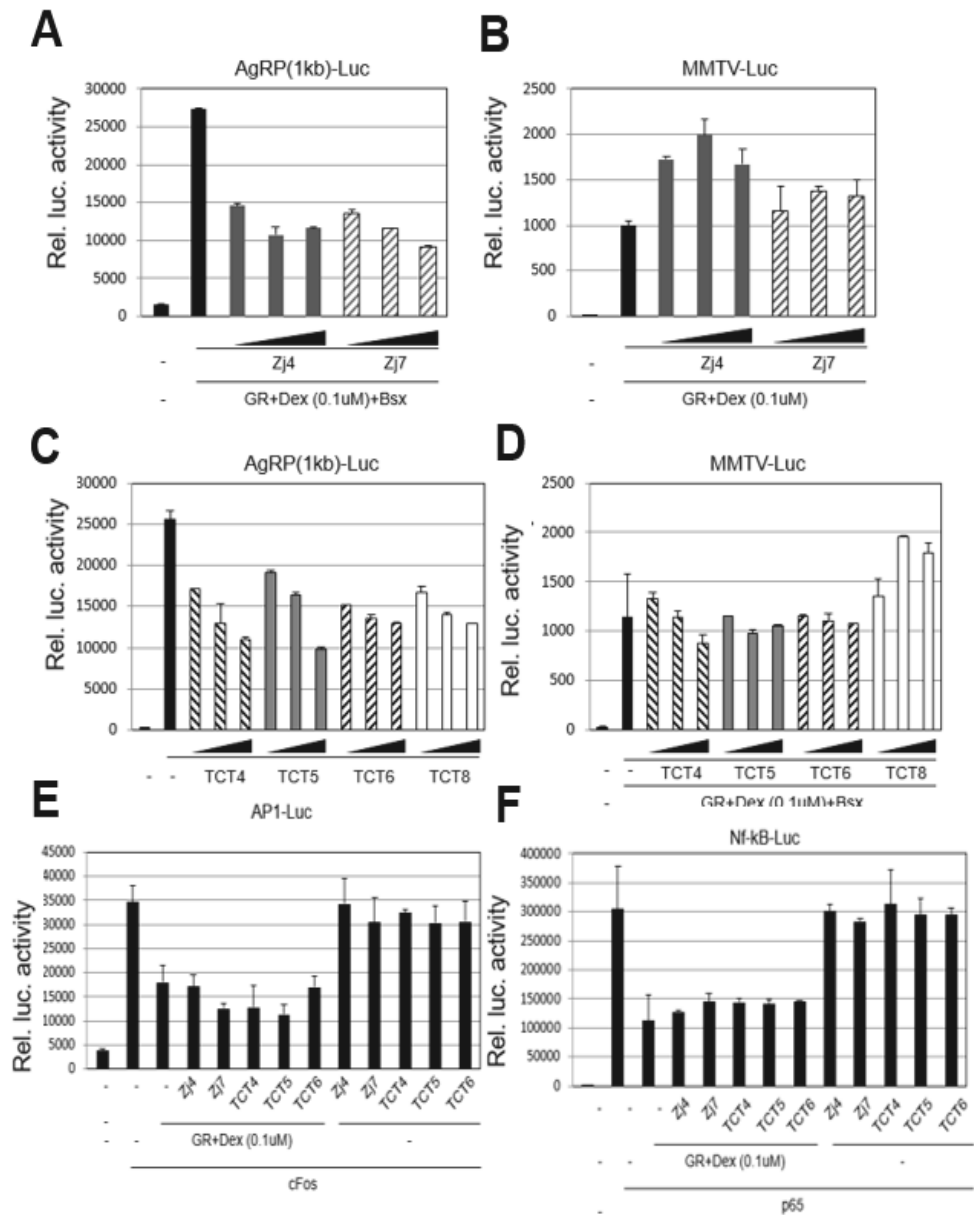 A
AgRP(1kb)-Luc
Rel. luc. activity
30000
25000
20000
15000
10000
5000
0
- Zj4 Zj7
- GR+Dex (0.1uM)+Bsx
B
MMTV-Luc
Rel. luc. activity
2500
2000
1500
1000
500
0
- Zj4 Zj7
- GR+Dex (0.1uM)
C
AgRP(1kb)-Luc
Rel. luc. activity
30000
25000
20000
15000
10000
5000
0
- - TCT4 TCT5 TCT6 TCT8
D
MMTV-Luc
Rel. luc. activity
2500
2000
1500
1000
500
0
- - TCT4 TCT5 TCT6 TCT8
- GR+Dex (0.1uM)+Bsx
E
AP1-Luc
Rel. luc. activity
45000
40000
35000
30000
25000
20000
15000
10000
5000
0
- - - Zj4 Zj7 TCT4 TCT5 TCT6 Zj4 Zj7 TCT4 TCT5 TCT6
- - GR+Dex (0.1uM) -
- cFos
F
Nf-kB-Luc
Rel. luc. activity
400000
350000
300000
250000
200000
150000
100000
50000
0
- - - Zj4 Zj7 TCT4 TCT5 TCT6 Zj4 Zj7 TCT4 TCT5 TCT6
- - GR+Dex (0.1uM) -
- p65